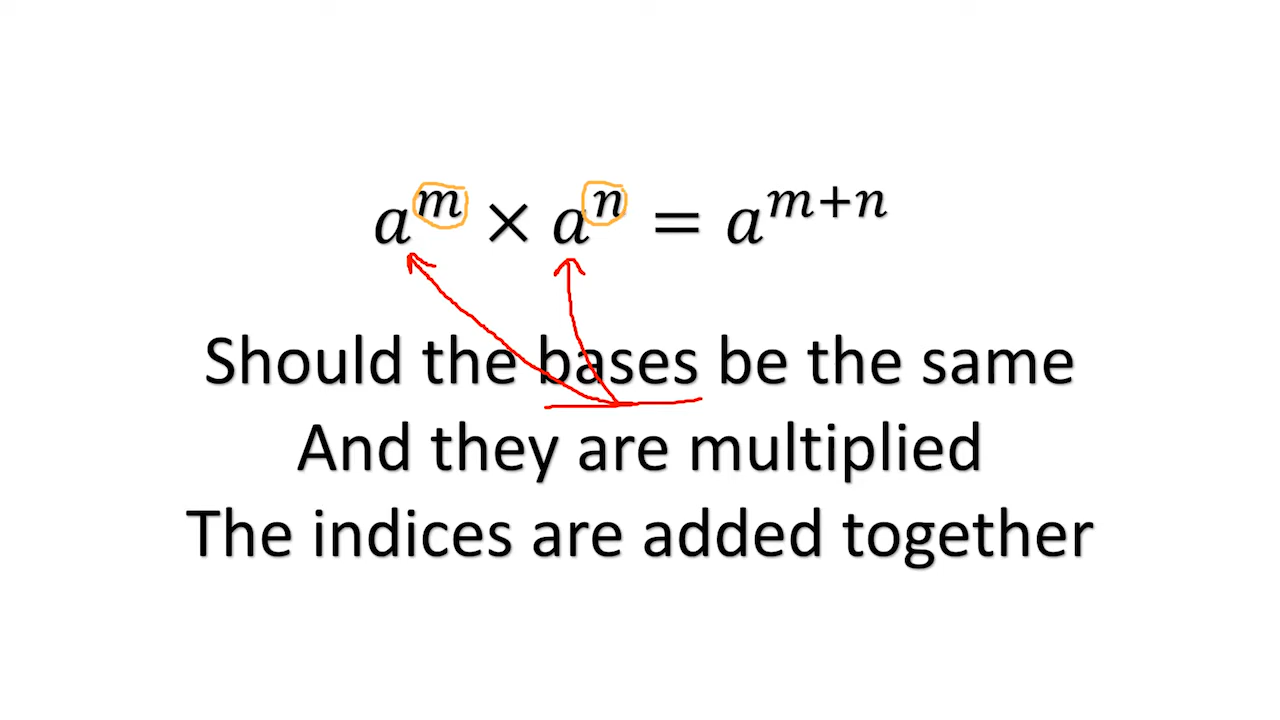 a^m × a^n = a^{m+n}
Should the bases be the same
And they are multiplied
The indices are added together